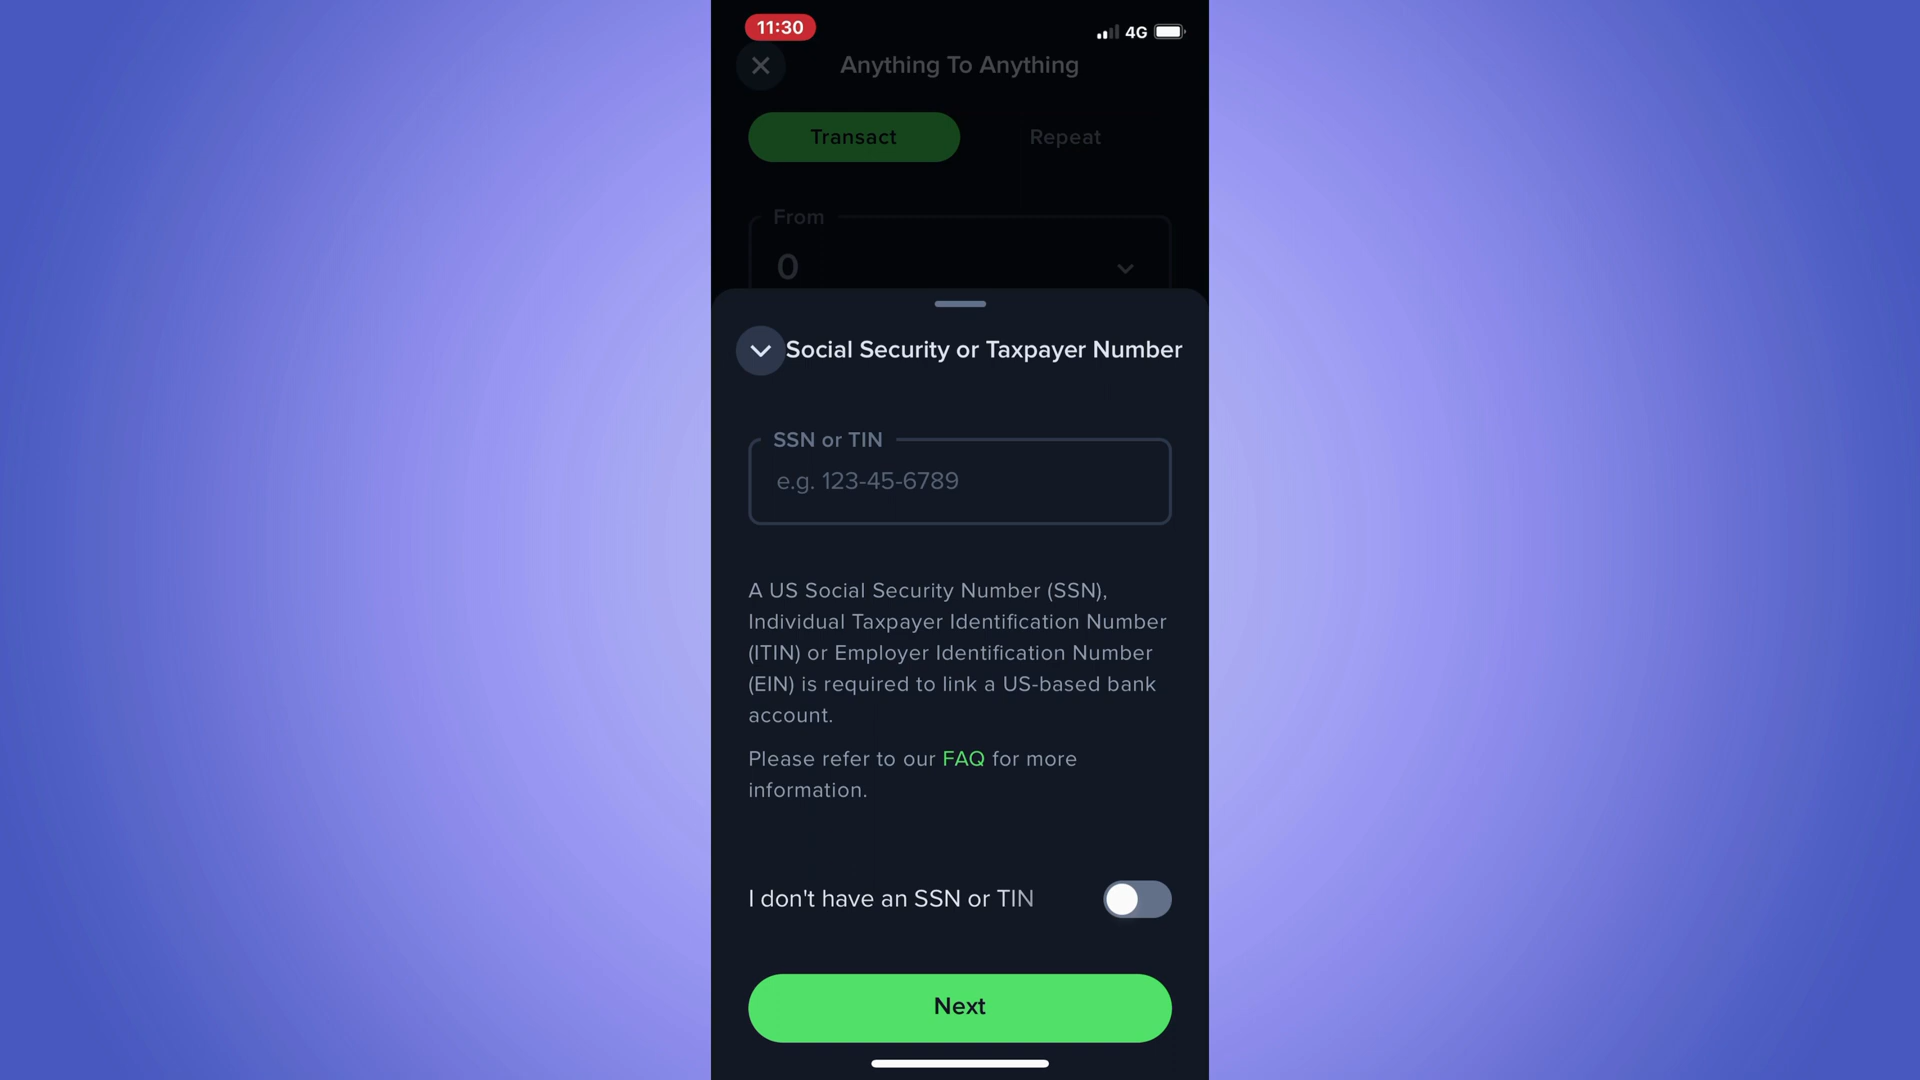 11:30
4G
Anything To Anything
Transact
Repeat
From
0
Social Security or Taxpayer Number
SSN or TIN
e.g. 123-45-6789
A US Social Security Number (SSN),
Individual Taxpayer Identification Number
(ITIN) or Employer Identification Number
(EIN) is required to link a US-based bank
account.
Please refer to our FAQ for more
information.
I don't have an SSN or TIN
Next